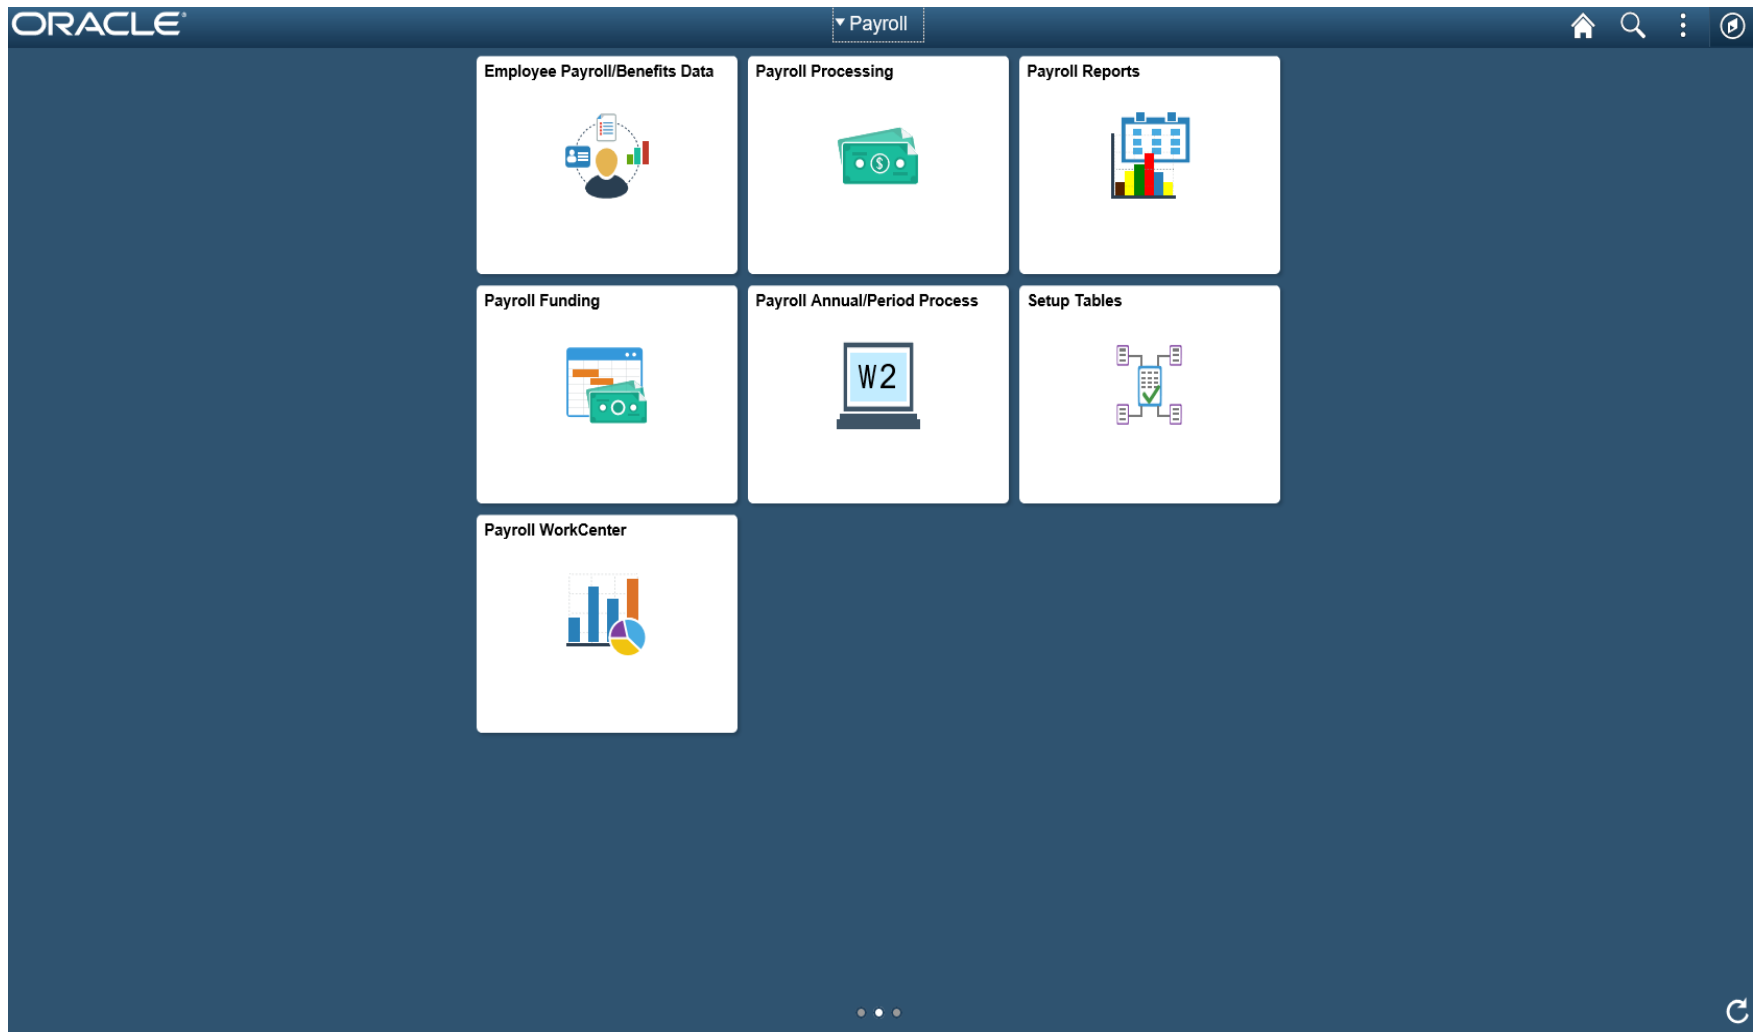 ORACLE
Payroll
Employee Payroll/Benefits Data
Payroll Processing
$
Payroll Reports
Payroll Funding
Payroll Annual/Period Process
W2
Setup Tables
Payroll WorkCenter